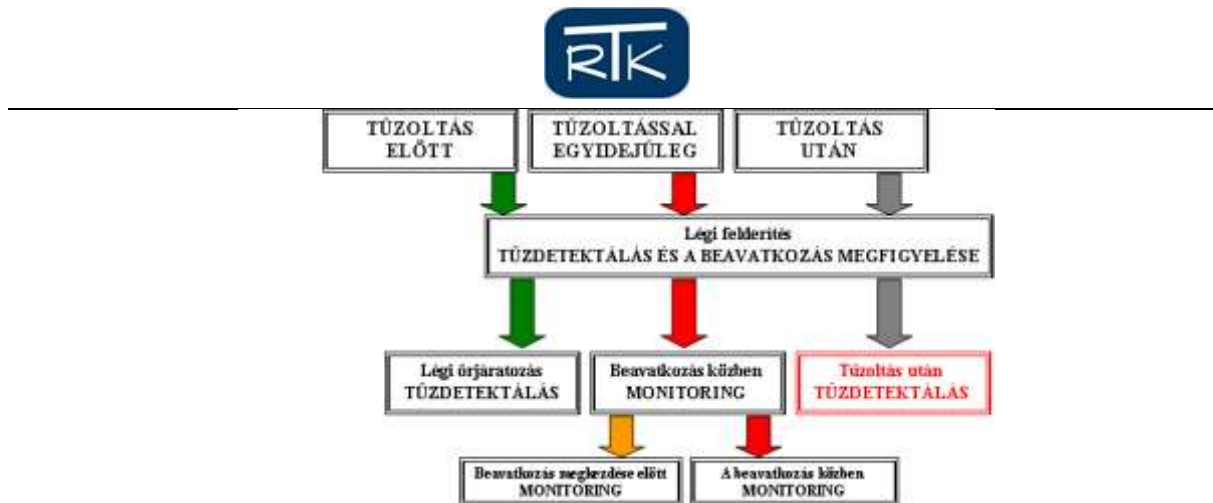 RTK
TŰZOLTÁS
ELŐTT
TŰZOLTÁSSAL
EGYIDEJŰLEG
TŰZOLTÁS
UTÁN
Légi felderítés
TŰZDETEKTÁLÁS ÉS A BEAVATKOZÁS MEGFIGYELÉSE
Légi őrjáratozás
TŰZDETEKTÁLÁS
Beavatkozás közben
MONITORING
Tűzoltás után
TŰZDETEKTÁLÁS
Beavatkozás megkezdése előtt
MONITORING
A beavatkozás közben
MONITORING